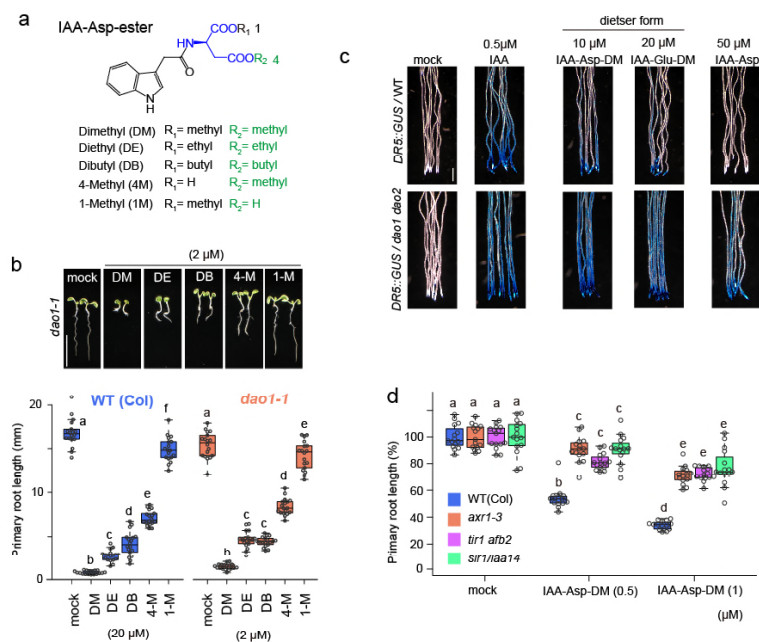 a
IAA-Asp-ester
COOR₁ 1
HN
COOR₂ 4
O
N
H
Dimethyl (DM) R₁= methyl R₂= methyl
Diethyl (DE) R₁= ethyl R₂= ethyl
Dibutyl (DB) R₁= butyl R₂= butyl
4-Methyl (4M) R₁= H R₂= methyl
1-Methyl (1M) R₁= methyl R₂= H
b
(2 µM)
mock DM DE DB 4-M 1-M
dao1-1
WT (Col) dao1-1
Primary root length (mm)
20
15
10
5
0
a b c d e f
a b c c d e
mock DM DE DB 4-M 1-M mock DM DE DB 4-M 1-M
(20 µM) (2 µM)
c
dietser form
0.5µM 10 µM 20 µM 50 µM
mock IAA IAA-Asp-DM IAA-Glu-DM IAA-Asp
DR5::GUS / WT
DR5::GUS / dao1 dao2
d
Primary root length (%)
120
100
80
60
40
20
0
a a a a
b c c c
d e e e
WT(Col)
axr1-3
tir1 afb2
slr1/iaa14
mock IAA-Asp-DM (0.5) IAA-Asp-DM (1)
(µM)